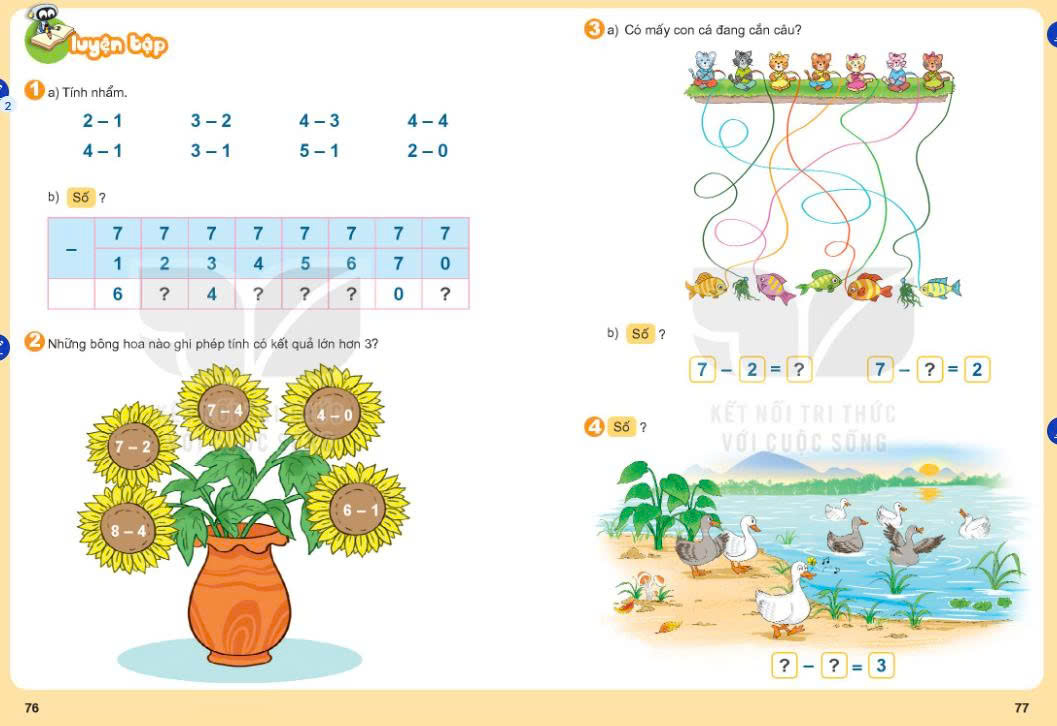 luyện tập
1 a) Tính nhẩm.
2 – 1 3 – 2 4 – 3 4 – 4
4 – 1 3 – 1 5 – 1 2 – 0
b) Số ?
– 7 7 7 7 7 7 7 7
1 2 3 4 5 6 7 0
6 ? 4 ? ? ? 0 ?
2 Những bông hoa nào ghi phép tính có kết quả lớn hơn 3?
7 – 4
4 – 0
7 – 2
6 – 1
8 – 4
76
3 a) Có mấy con cá đang cắn câu?
b) Số ?
7 – 2 = ? 7 – ? = 2
KẾT NỐI TRI THỨC
VỚI CUỘC SỐNG
4 Số ?
? – ? = 3
77
2